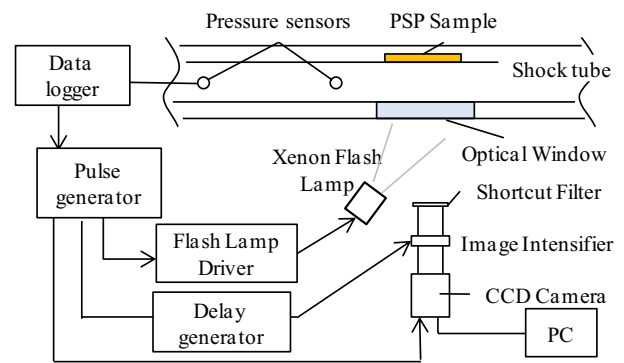 Pressure sensors
PSP Sample
Data
logger
Shock tube
Xenon Flash
Lamp
Optical Window
Pulse
generator
Shortcut Filter
Flash Lamp
Driver
Image Intensifier
Delay
generator
CCD Camera
PC